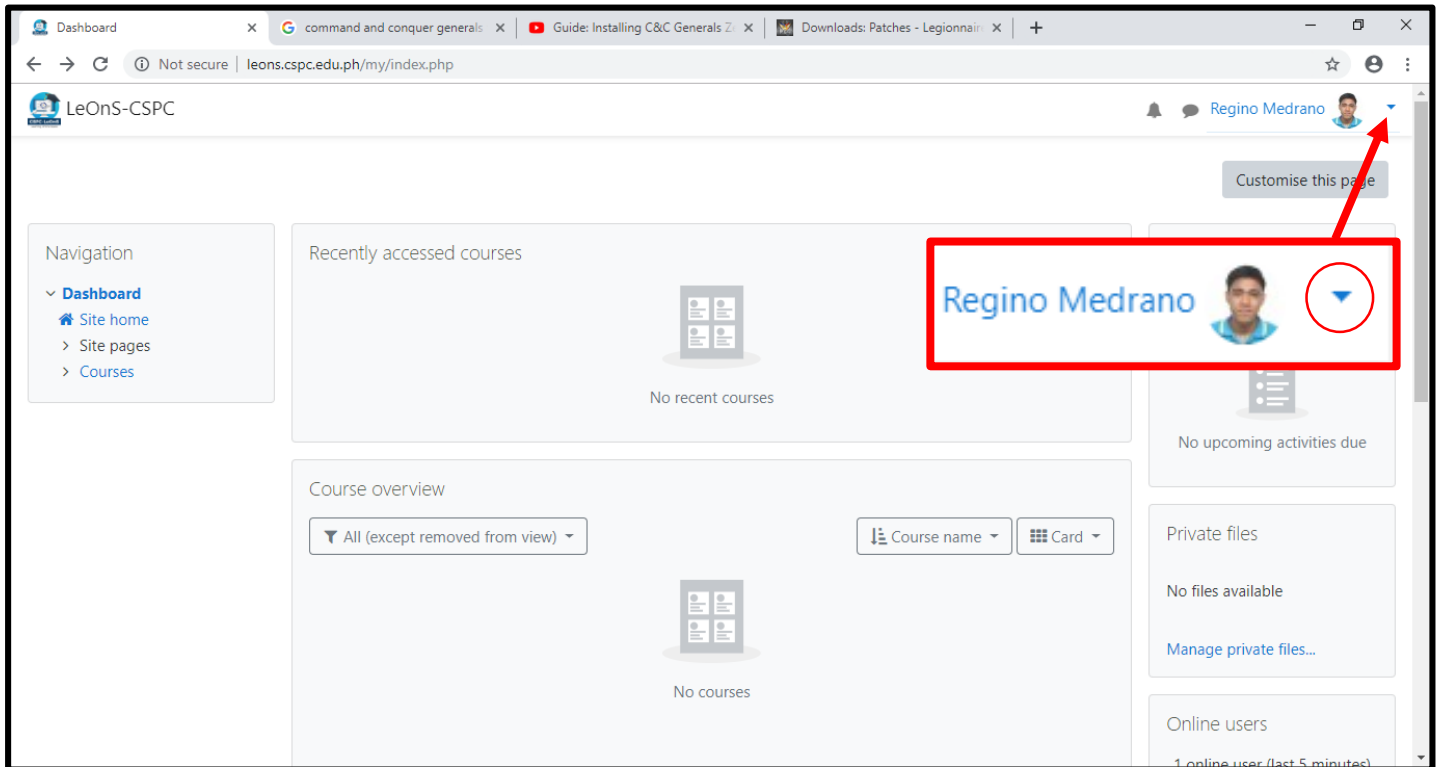 Dashboard
command and conquer generals
Guide: Installing C&C Generals Z
Downloads: Patches - Legionnair
Not secure | leons.cspc.edu.ph/my/index.php
LeOnS-CSPC
Regino Medrano
Customise this page
Navigation
Dashboard
Site home
Site pages
Courses
Recently accessed courses
No recent courses
Regino Medrano
No upcoming activities due
Course overview
All (except removed from view)
Course name
Card
No courses
Private files
No files available
Manage private files...
Online users
1 online user (last 5 minutes)